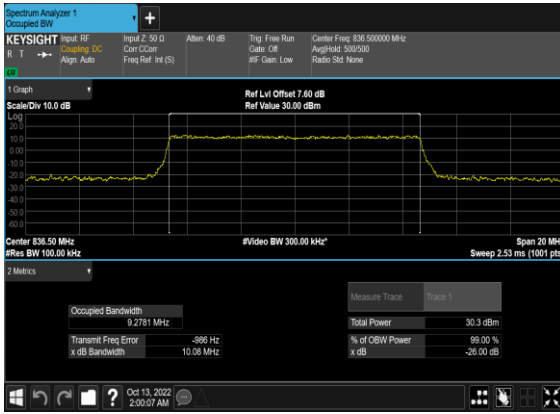 Spectrum Analyzer 1
Occupied BW
KEYSIGHT Input: RF Input Z: 50 Ω Atten: 40 dB Trig: Free Run Center Freq: 836.500000 MHz
R T Coupling: DC Corr CCorr Gate: Off Avg|Hold: 500/500
Align: Auto Freq Ref: Int (S) #IF Gain: Low Radio Std: None
LXI
1 Graph
Ref Lvl Offset 7.60 dB
Scale/Div 10.0 dB Ref Value 30.00 dBm
Log
20.0
10.0
0.00
-10.0
-20.0
-30.0
-40.0
-50.0
-60.0
Center 836.50 MHz #Video BW 300.00 kHz* Span 20 MH
#Res BW 100.00 kHz Sweep 2.53 ms (1001 pts
2 Metrics
Measure Trace Trace 1
Occupied Bandwidth
9.2781 MHz Total Power 30.3 dBm
Transmit Freq Error -986 Hz % of OBW Power 99.00 %
x dB Bandwidth 10.08 MHz x dB -26.00 dB
Oct 13, 2022
2:00:07 AM